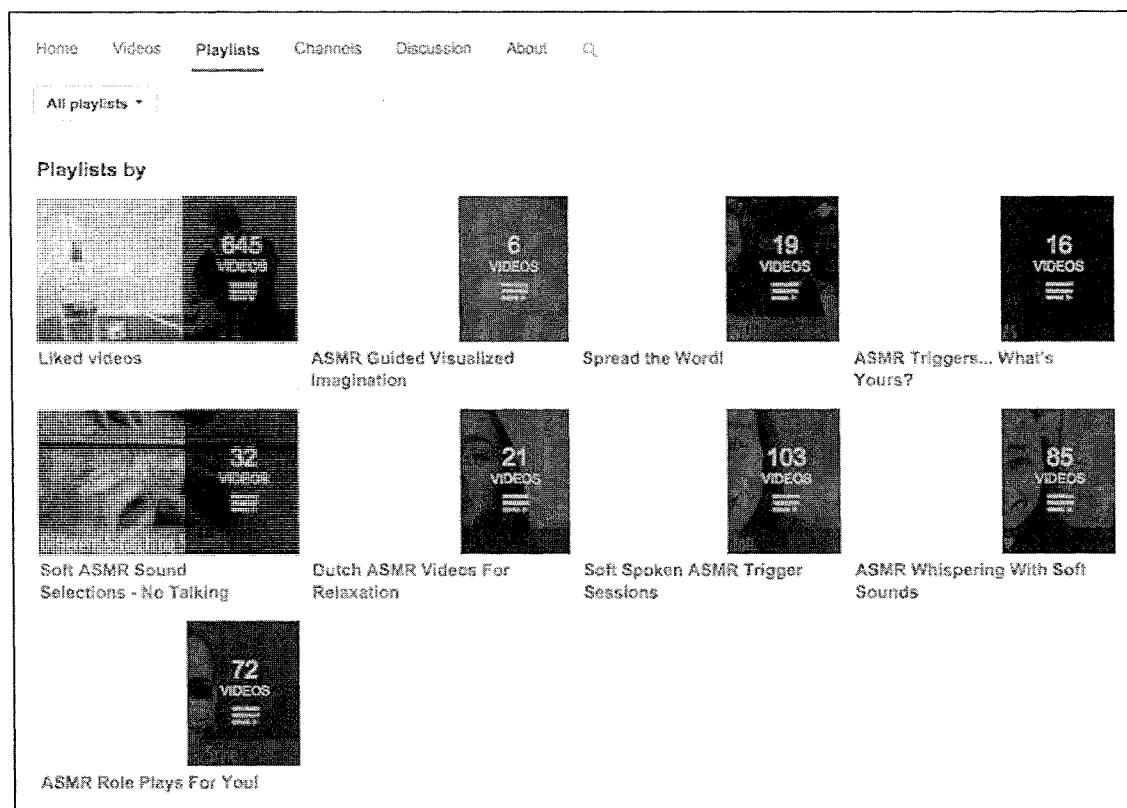 Home Videos Playlists Channels Discussion About
All playlists
Playlists by
645 VIDEOS
Liked videos
6 VIDEOS
ASMR Guided Visualized
Imagination
19 VIDEOS
Spread the Word!
16 VIDEOS
ASMR Triggers... What's
Yours?
32 VIDEOS
Soft ASMR Sound
Selections - No Talking
21 VIDEOS
Dutch ASMR Videos For
Relaxation
103 VIDEOS
Soft Spoken ASMR Trigger
Sessions
85 VIDEOS
ASMR Whispering With Soft
Sounds
72 VIDEOS
ASMR Role Plays For You!